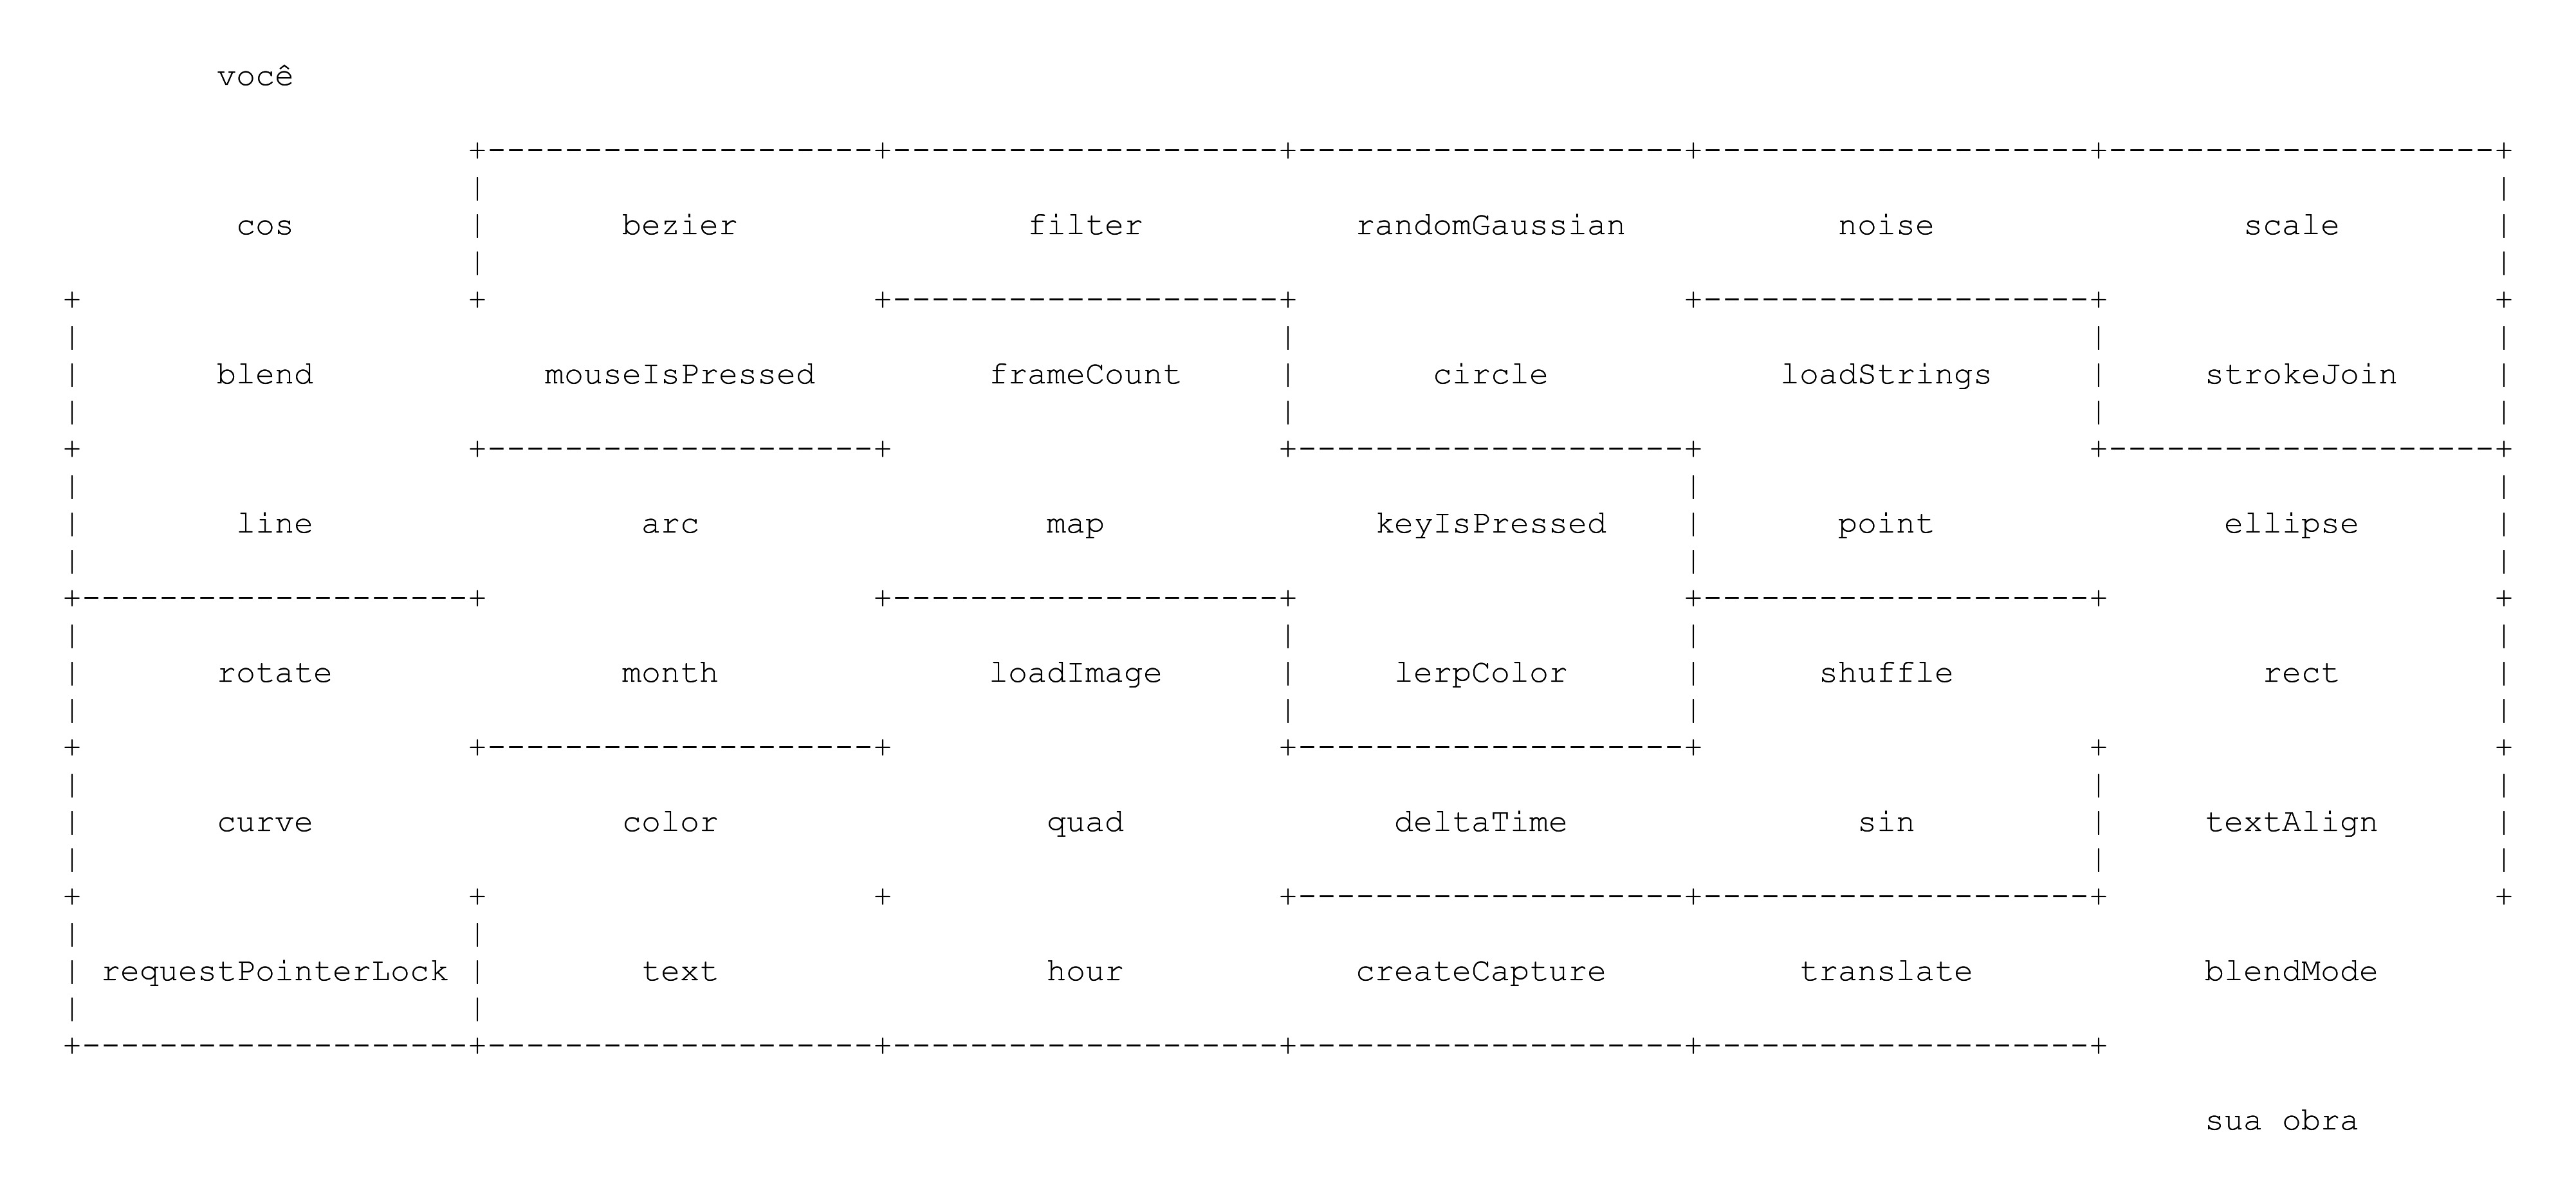 você
cos bezier filter randomGaussian noise scale
blend mouseIsPressed frameCount circle loadStrings strokeJoin
line arc map keyIsPressed point ellipse
rotate month loadImage lerpColor shuffle rect
curve color quad deltaTime sin textAlign
requestPointerLock text hour createCapture translate blendMode
sua obra